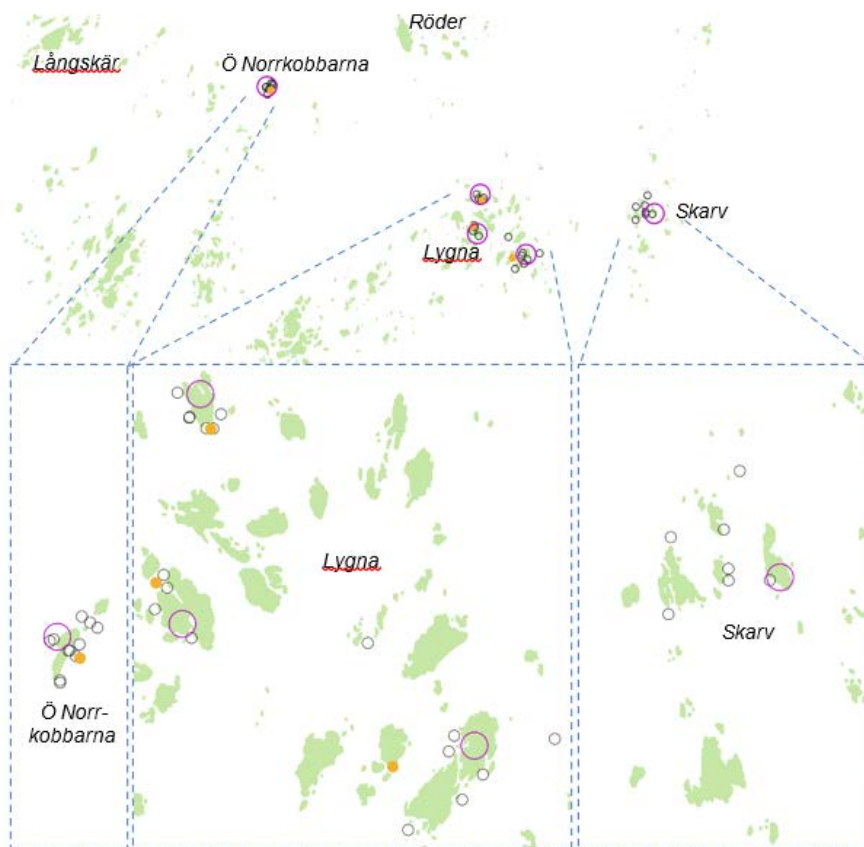 Röder
Långskär
Ö Norrkobbarna
Skarv
Lygna
Lygna
Skarv
Ö Norr-
kobbarna